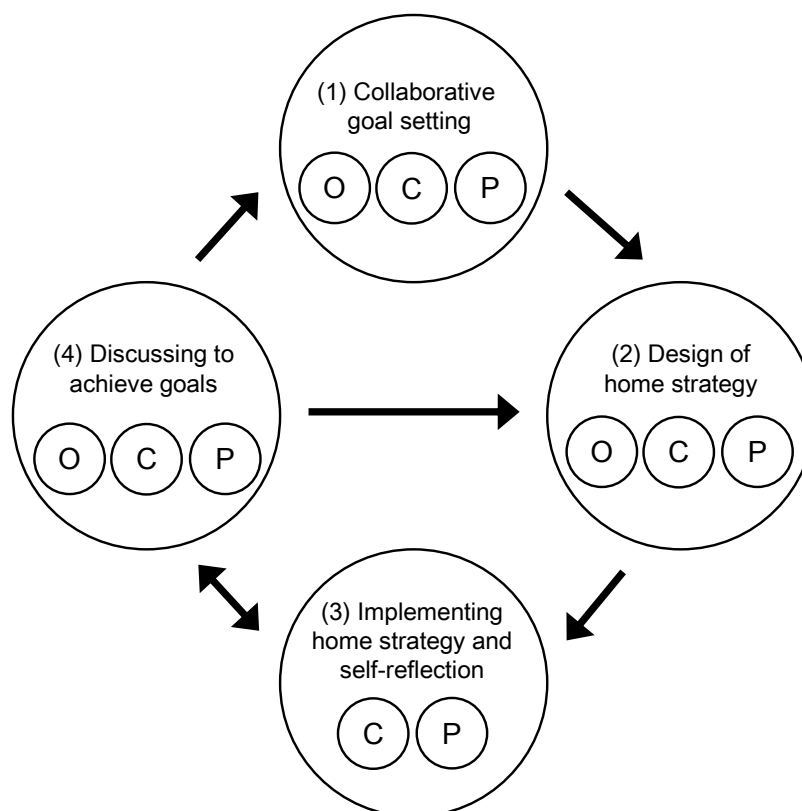 (1) Collaborative
goal setting
O C P
(4) Discussing to
achieve goals
O C P
(2) Design of
home strategy
O C P
(3) Implementing
home strategy and
self-reflection
C P